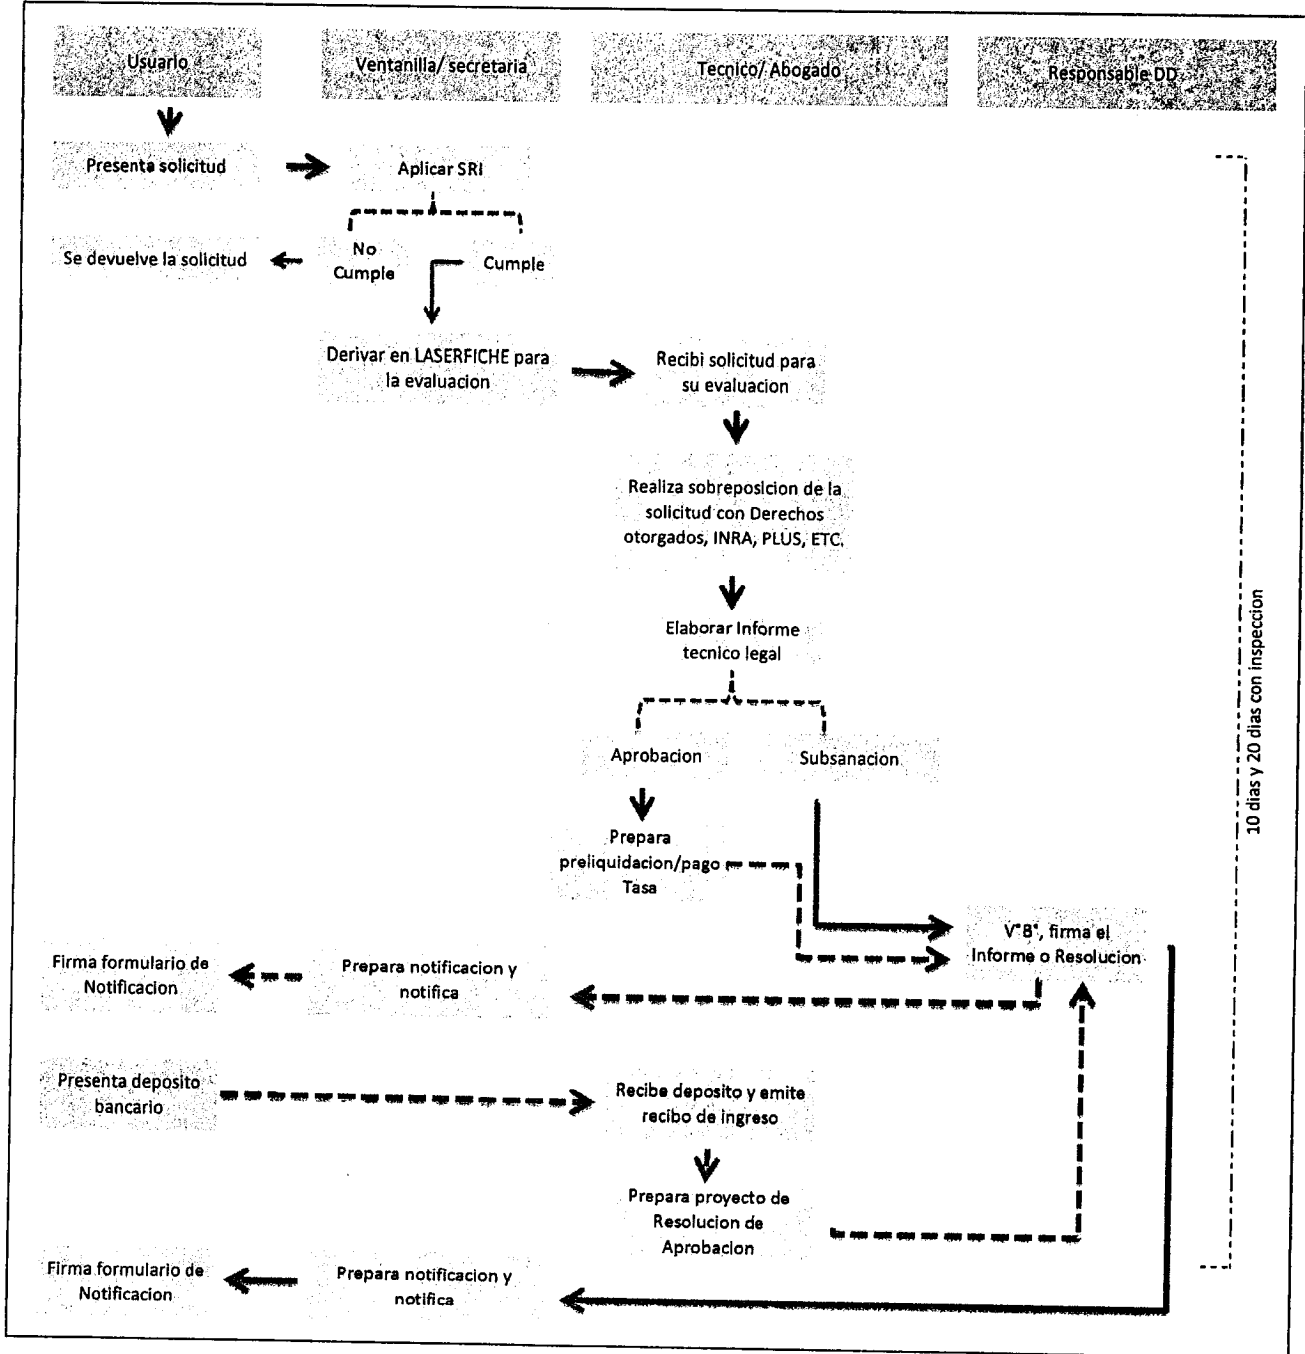 Usuario
Ventanilla/ secretaria
Tecnico/ Abogado
Responsable DD
Presenta solicitud
Aplicar SRI
Se devuelve la solicitud
No
Cumple
Cumple
Derivar en LASERFICHE para
la evaluacion
Recibi solicitud para
su evaluacion
Realiza sobreposicion de la
solicitud con Derechos
otorgados, INRA, PLUS, ETC.
Elaborar Informe
tecnico legal
Aprobacion
Subsanacion
Prepara
preliquidacion/pago
Tasa
V°B°, firma el
Informe o Resolucion
Prepara notificacion y
notifica
Firma formulario de
Notificacion
Presenta deposito
bancario
Recibe deposito y emite
recibo de ingreso
Prepara proyecto de
Resolucion de
Aprobacion
Prepara notificacion y
notifica
Firma formulario de
Notificacion
10 dias y 20 dias con inspeccion